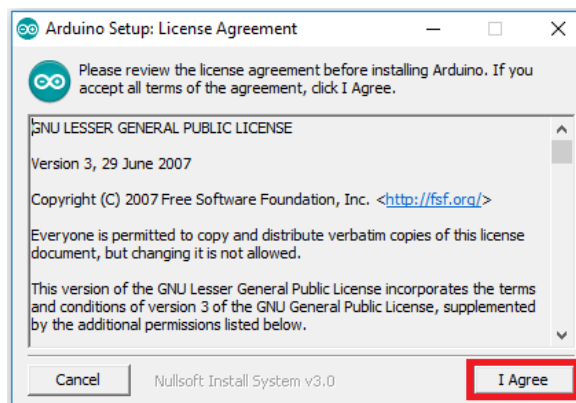 Arduino Setup: License Agreement
Please review the license agreement before installing Arduino. If you
accept all terms of the agreement, click I Agree.
GNU LESSER GENERAL PUBLIC LICENSE
Version 3, 29 June 2007
Copyright (C) 2007 Free Software Foundation, Inc. <http://fsf.org/>
Everyone is permitted to copy and distribute verbatim copies of this license
document, but changing it is not allowed.
This version of the GNU Lesser General Public License incorporates the terms
and conditions of version 3 of the GNU General Public License, supplemented
by the additional permissions listed below.
Cancel
Nullsoft Install System v3.0
I Agree